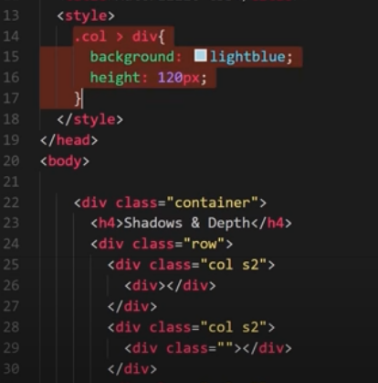 13 <style>
14 .col > div{
15 background: lightblue;
16 height: 120px;
17 }
18 </style>
19 </head>
20 <body>
21
22 <div class="container">
23 <h4>Shadows & Depth</h4>
24 <div class="row">
25 <div class="col s2">
26 <div></div>
27 </div>
28 <div class="col s2">
29 <div class=""></div>
30 </div>